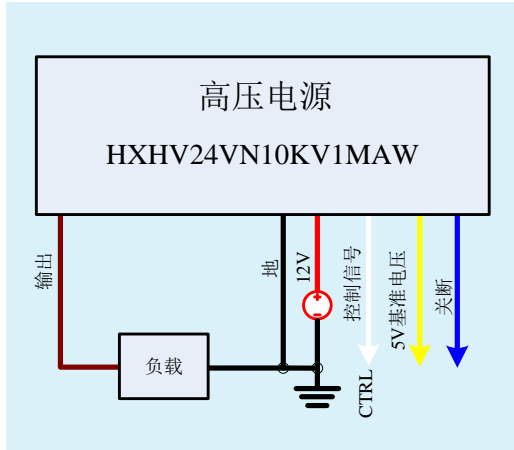 高压电源
HXHV24VN10KV1MAW
输出
地
12V
控制信号
5V基准电压
关断
负载
CTRL